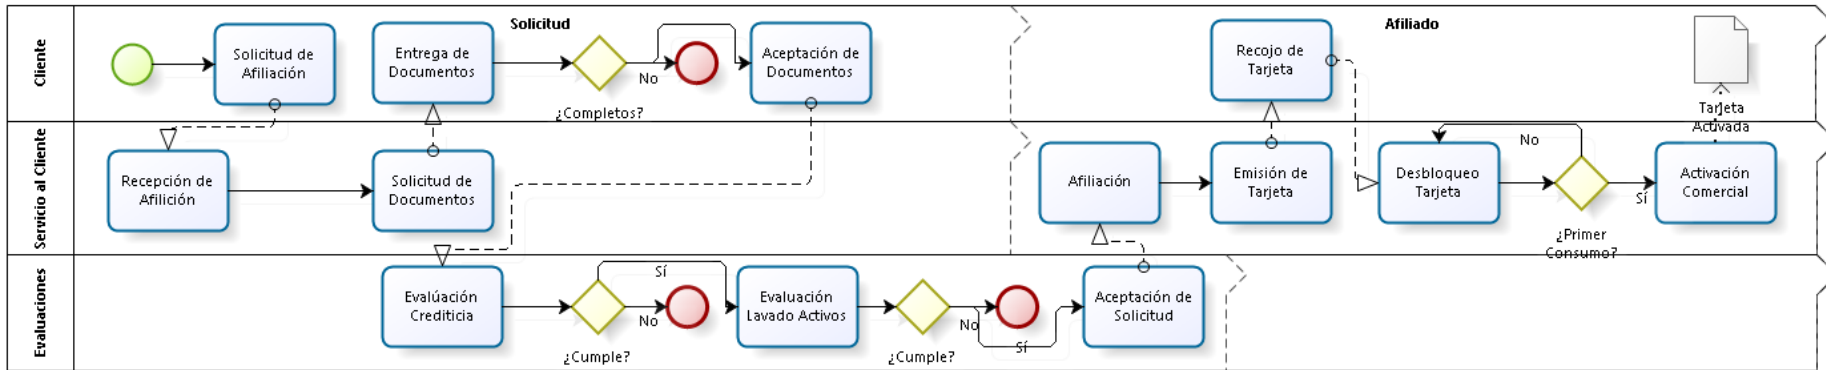 Solicitud
Afiliado
Cliente
Solicitud de
Afiliación
Entrega de
Documentos
No
¿Completos?
Aceptación de
Documentos
Recojo de
Tarjeta
Tarjeta
Activada
Servicio al Cliente
Recepción de
Afilición
Solicitud de
Documentos
Afiliación
Emisión de
Tarjeta
Desbloqueo
Tarjeta
No
Sí
¿Primer
Consumo?
Activación
Comercial
Evaluaciones
Evalúación
Crediticia
Sí
No
¿Cumple?
Evaluación
Lavado Activos
No
Sí
¿Cumple?
Aceptación de
Solicitud